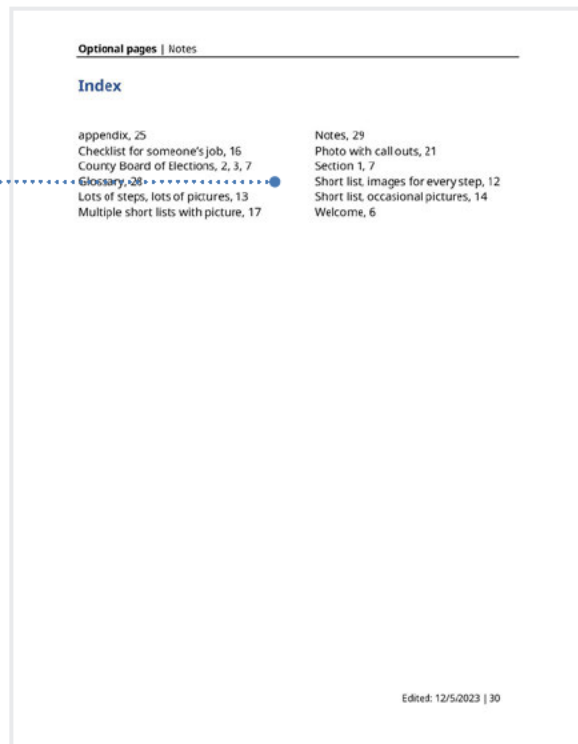 Optional pages | Notes
Index
appendix, 25
Checklist for someone's job, 16
County Board of Elections, 2, 3, 7
Glossary, 28
Lots of steps, lots of pictures, 13
Multiple short lists with picture, 17
Notes, 29
Photo with call outs, 21
Section 1, 7
Short list, images for every step, 12
Short list, occasional pictures, 14
Welcome, 6
Edited: 12/5/2023 | 30